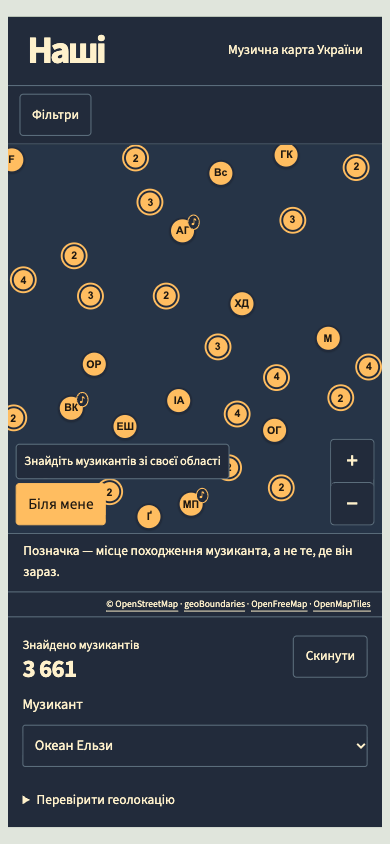 Наші
Музична карта України
Фільтри
F
2
Вс
ГК
2
3
3
АГ ♪
2
4
3
2
ХД
3
М
4
ОР
4
ВК ♪
ІА
2
2
4
ЕШ
ОГ
Знайдіть музикантів зі своєї області
+
Біля мене
2
2
МП ♪
Ґ
−
Позначка — місце походження музиканта, а не те, де він
зараз.
© OpenStreetMap · geoBoundaries · OpenFreeMap · OpenMapTiles
Знайдено музикантів
3 661
Скинути
Музикант
Океан Ельзи
▶ Перевірити геолокацію